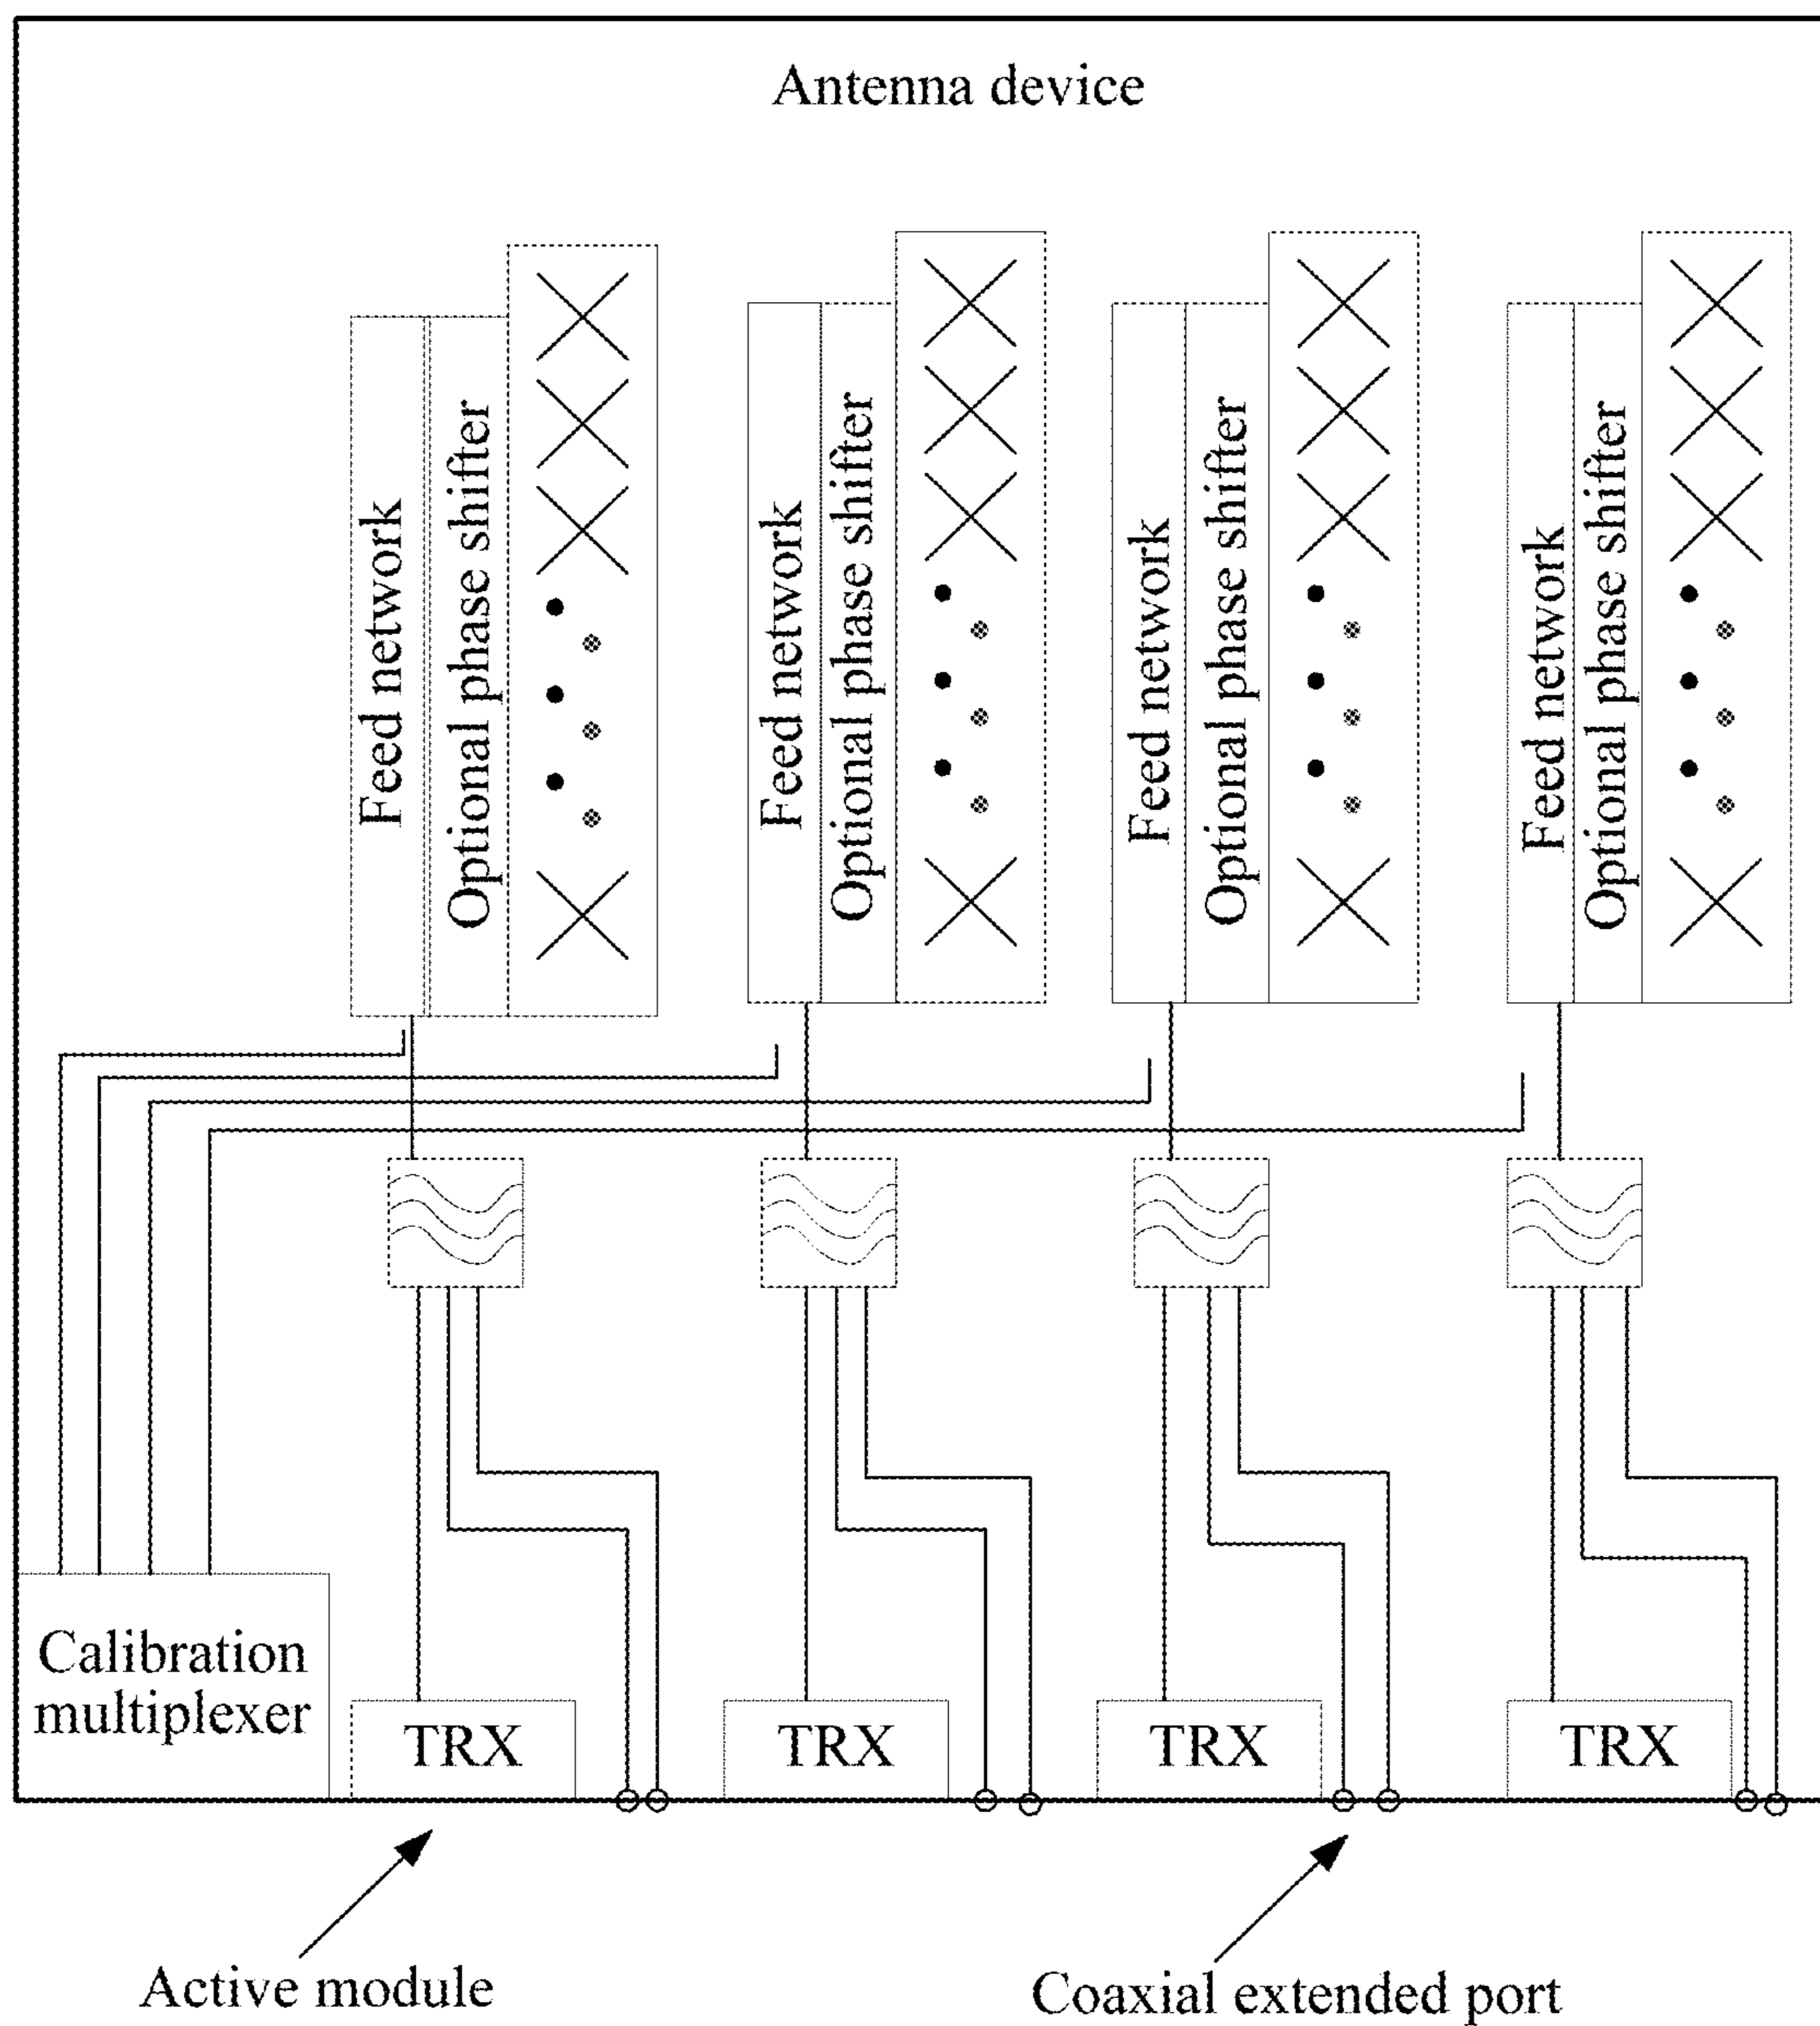 Antenna device
Feed network
Optional phase shifter
Feed network
Optional phase shifter
Feed network
Optional phase shifter
Feed network
Optional phase shifter
Calibration
multiplexer
TRX
TRX
TRX
TRX
Active module
Coaxial extended port